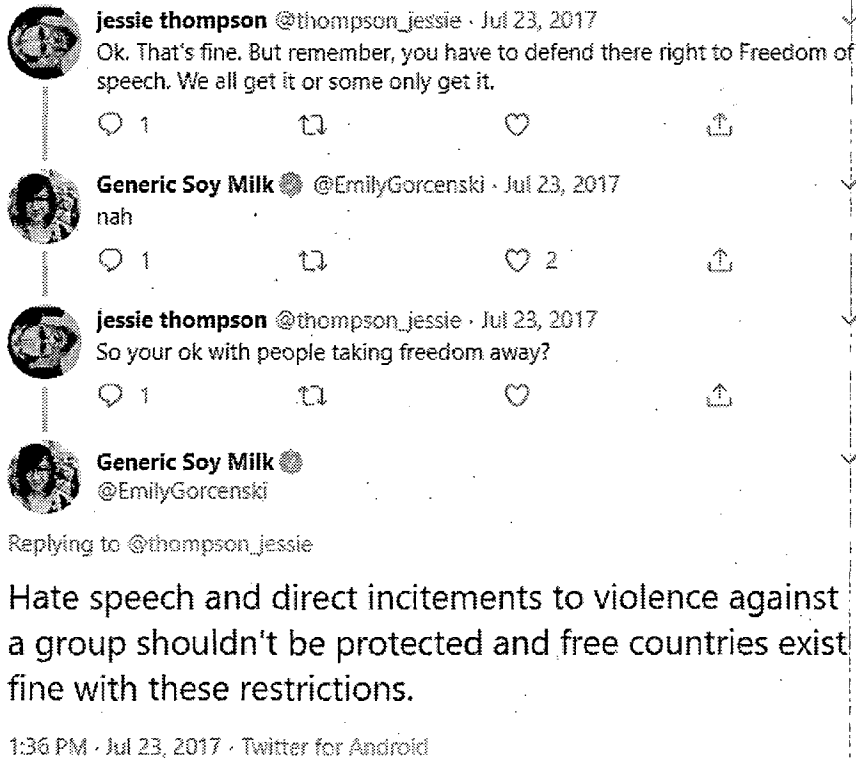 jessie thompson @thompson_jessie · Jul 23, 2017
Ok. That's fine. But remember, you have to defend there right to Freedom of
speech. We all get it or some only get it.
1
Generic Soy Milk @EmilyGorcenski · Jul 23, 2017
nah
1 2
jessie thompson @thompson_jessie · Jul 23, 2017
So your ok with people taking freedom away?
1
Generic Soy Milk
@EmilyGorcenski
Replying to @thompson_jessie
Hate speech and direct incitements to violence against
a group shouldn't be protected and free countries exist
fine with these restrictions.
1:36 PM · Jul 23, 2017 · Twitter for Android